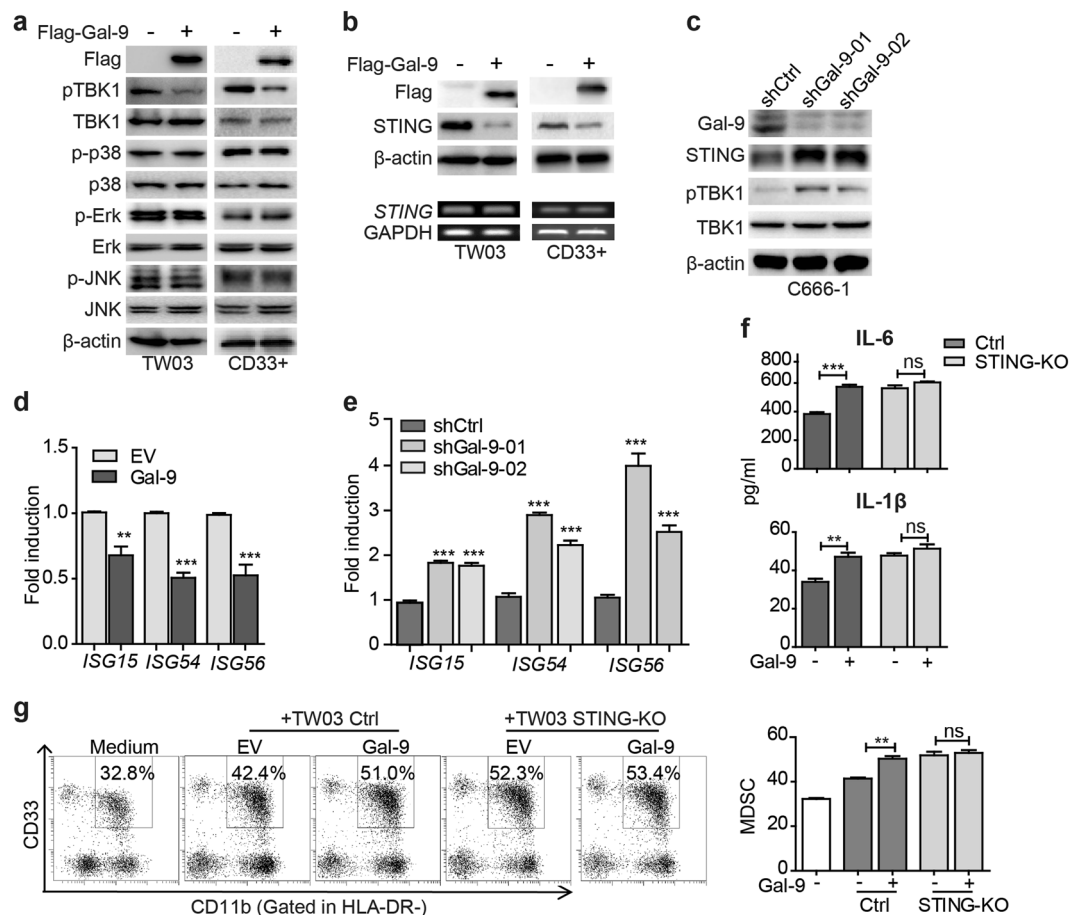 a
Flag-Gal-9 - + - +
Flag
pTBK1
TBK1
p-p38
p38
p-Erk
Erk
p-JNK
JNK
β-actin
TW03 CD33+
b
Flag-Gal-9 - + - +
Flag
STING
β-actin
STING
GAPDH
TW03 CD33+
c
shCtrl shGal-9-01 shGal-9-02
Gal-9
STING
pTBK1
TBK1
β-actin
C666-1
d
EV
Gal-9
Fold induction
1.5
1.0
0.5
0.0
** *** ***
ISG15 ISG54 ISG56
e
shCtrl
shGal-9-01
shGal-9-02
Fold induction
5
4
3
2
1
0
*** *** *** *** *** ***
ISG15 ISG54 ISG56
f
Ctrl
STING-KO
IL-6
800
600
400
200
0
*** ns
pg/ml
IL-1β
60
40
20
0
** ns
Gal-9 - + - +
g
+TW03 Ctrl +TW03 STING-KO
Medium EV Gal-9 EV Gal-9
32.8% 42.4% 51.0% 52.3% 53.4%
CD33
CD11b (Gated in HLA-DR-)
MDSC
60
40
20
0
** ns
Gal-9 - - + - +
Ctrl STING-KO